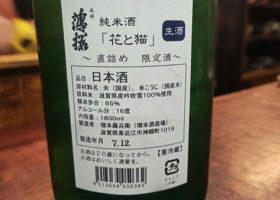 純米酒
生酒
「花と猫」
～ 直詰め 限定酒 ～
品目 日本酒
原材料名：米（国産）、米こうじ（国産米）
原料米：滋賀県産吟吹雪100％使用
精米歩合：65％
アルコール分：16度
内容量：1800ml
製造者：増本藤兵衛（増本酒造場）
滋賀県東近江市神郷町1019
製造年月 7.12.
お酒は20歳になってから。
お酒はおいしく適量を。
【要冷蔵】